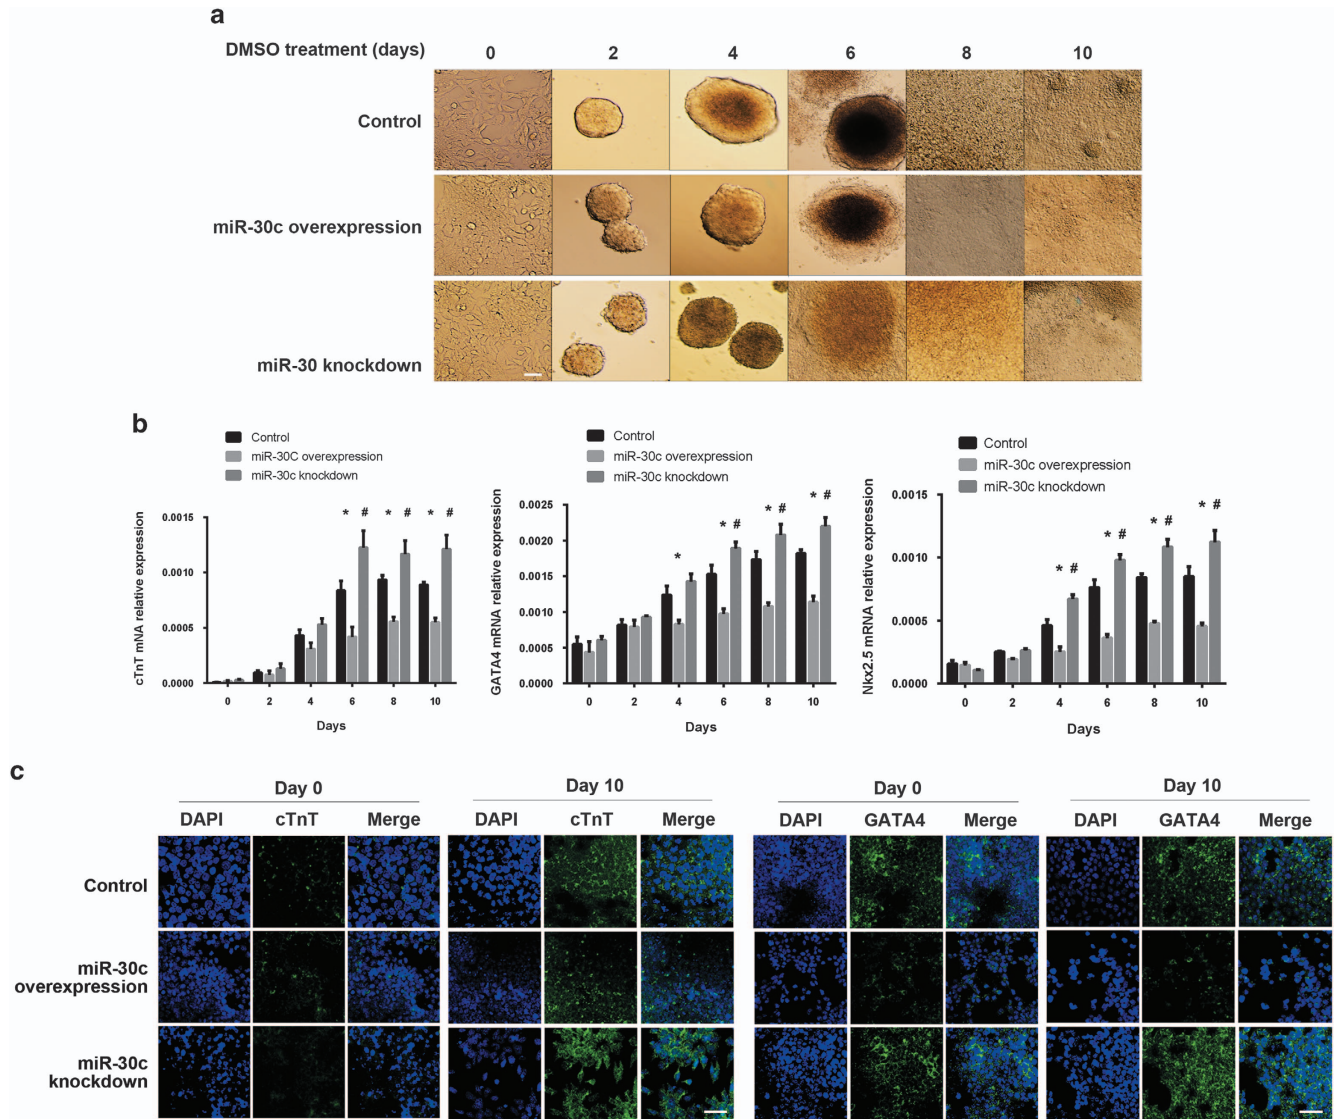 a
DMSO treatment (days) 0 2 4 6 8 10
Control
miR-30c overexpression
miR-30 knockdown
b
Control
miR-30C overexpression
miR-30c knockdown
cTnT mNA relative expression
0.0015
0.0010
0.0005
0.0000
* # * # * #
0 2 4 6 8 10
Days
Control
miR-30c overexpression
miR-30c knockdown
GATA4 mRNA relative expression
0.0025
0.0020
0.0015
0.0010
0.0005
0.0000
* * # * # * #
0 2 4 6 8 10
Days
Control
miR-30c overexpression
miR-30c knockdown
Nkx2.5 mRNA relative expression
0.0015
0.0010
0.0005
0.0000
* # * # * # * #
0 2 4 6 8 10
Days
c
Day 0 Day 10 Day 0 Day 10
DAPI cTnT Merge DAPI cTnT Merge DAPI GATA4 Merge DAPI GATA4 Merge
Control
miR-30c
overexpression
miR-30c
knockdown